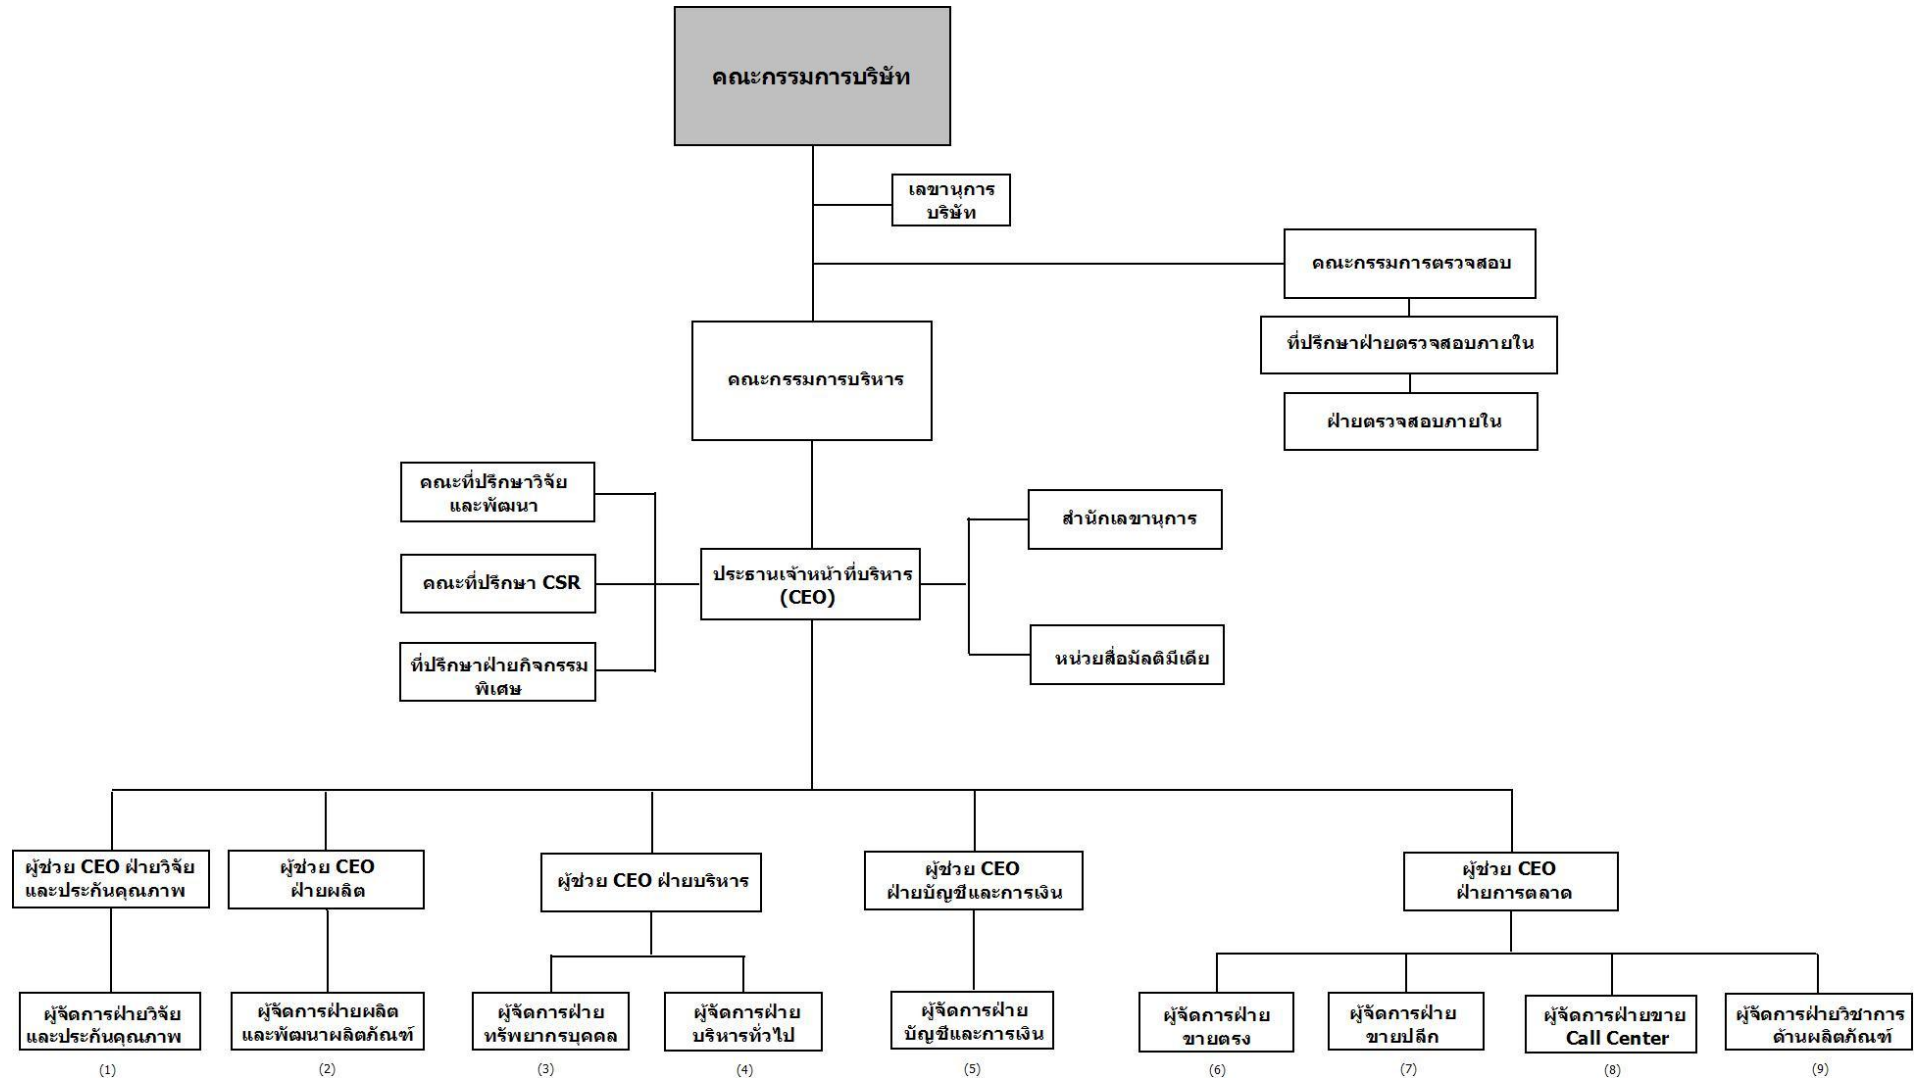 คณะกรรมการบริษัท
เลขานุการ
บริษัท
คณะกรรมการตรวจสอบ
ที่ปรึกษาฝ่ายตรวจสอบภายใน
ฝ่ายตรวจสอบภายใน
คณะกรรมการบริหาร
คณะที่ปรึกษาวิจัย
และพัฒนา
คณะที่ปรึกษา CSR
ที่ปรึกษาฝ่ายกิจกรรม
พิเศษ
ประธานเจ้าหน้าที่บริหาร
(CEO)
สำนักเลขานุการ
หน่วยสื่อมัลติมีเดีย
ผู้ช่วย CEO ฝ่ายวิจัย
และประกันคุณภาพ
ผู้ช่วย CEO
ฝ่ายผลิต
ผู้ช่วย CEO ฝ่ายบริหาร
ผู้ช่วย CEO
ฝ่ายบัญชีและการเงิน
ผู้ช่วย CEO
ฝ่ายการตลาด
ผู้จัดการฝ่ายวิจัย
และประกันคุณภาพ
(1)
ผู้จัดการฝ่ายผลิต
และพัฒนาผลิตภัณฑ์
(2)
ผู้จัดการฝ่าย
ทรัพยากรบุคคล
(3)
ผู้จัดการฝ่าย
บริหารทั่วไป
(4)
ผู้จัดการฝ่าย
บัญชีและการเงิน
(5)
ผู้จัดการฝ่าย
ขายตรง
(6)
ผู้จัดการฝ่าย
ขายปลีก
(7)
ผู้จัดการฝ่ายขาย
Call Center
(8)
ผู้จัดการฝ่ายวิชาการ
ด้านผลิตภัณฑ์
(9)